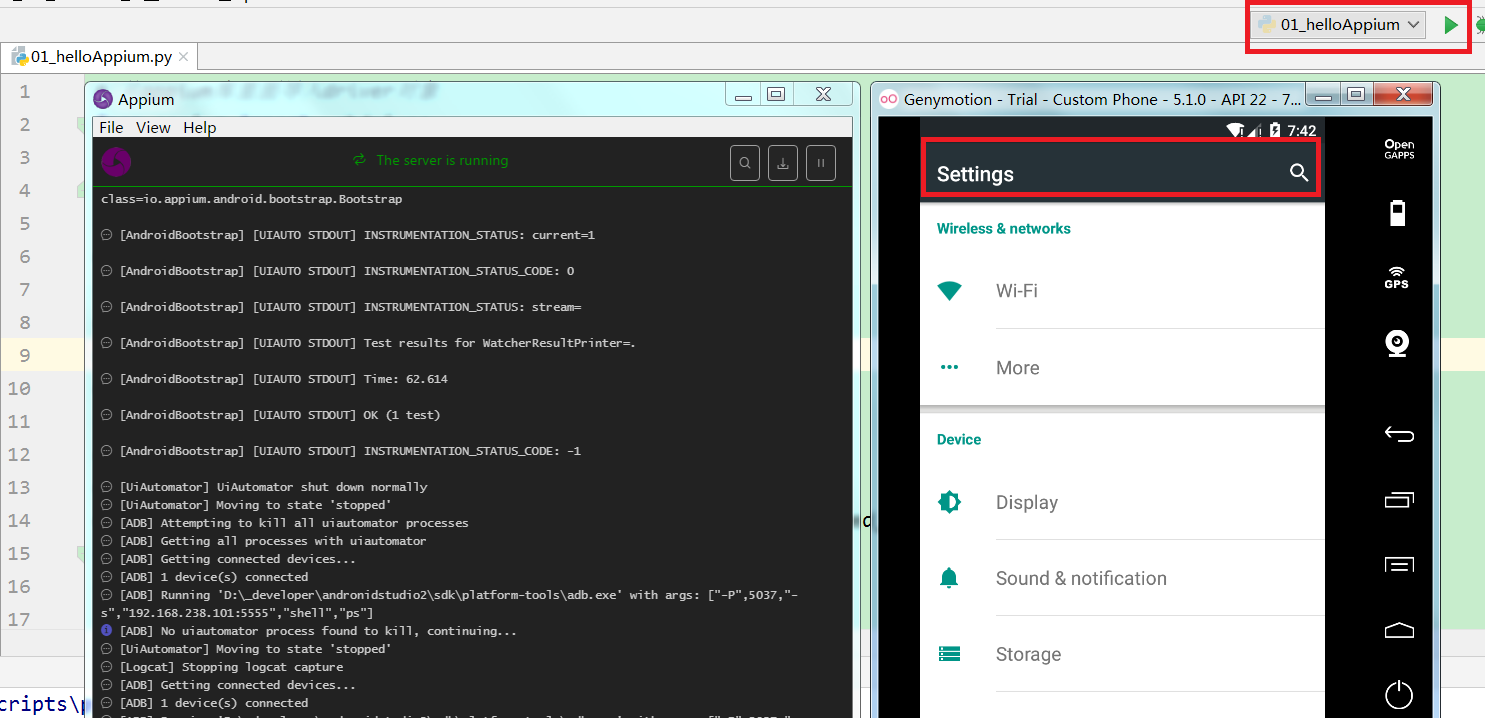 01_helloAppium
01_helloAppium.py
1
2
3
4
5
6
7
8
9
10
11
12
13
14
15
16
17
Appium
File View Help
The server is running
class=io.appium.android.bootstrap.Bootstrap
[AndroidBootstrap] [UIAUTO STDOUT] INSTRUMENTATION_STATUS: current=1
[AndroidBootstrap] [UIAUTO STDOUT] INSTRUMENTATION_STATUS_CODE: 0
[AndroidBootstrap] [UIAUTO STDOUT] INSTRUMENTATION_STATUS: stream=
[AndroidBootstrap] [UIAUTO STDOUT] Test results for WatcherResultPrinter=.
[AndroidBootstrap] [UIAUTO STDOUT] Time: 62.614
[AndroidBootstrap] [UIAUTO STDOUT] OK (1 test)
[AndroidBootstrap] [UIAUTO STDOUT] INSTRUMENTATION_STATUS_CODE: -1
[UiAutomator] UiAutomator shut down normally
[UiAutomator] Moving to state 'stopped'
[ADB] Attempting to kill all uiautomator processes
[ADB] Getting all processes with uiautomator
[ADB] Getting connected devices...
[ADB] 1 device(s) connected
[ADB] Running 'D:\_developer\andronidstudio2\sdk\platform-tools\adb.exe' with args: ["-P",5037,"-
s","192.168.238.101:5555","shell","ps"]
[ADB] No uiautomator process found to kill, continuing...
[UiAutomator] Moving to state 'stopped'
[Logcat] Stopping logcat capture
[ADB] Getting connected devices...
[ADB] 1 device(s) connected
cripts\
Genymotion - Trial - Custom Phone - 5.1.0 - API 22 - 7...
7:42
Settings
Wireless & networks
Wi-Fi
More
Device
Display
Sound & notification
Storage
Open
GAPPS
GPS